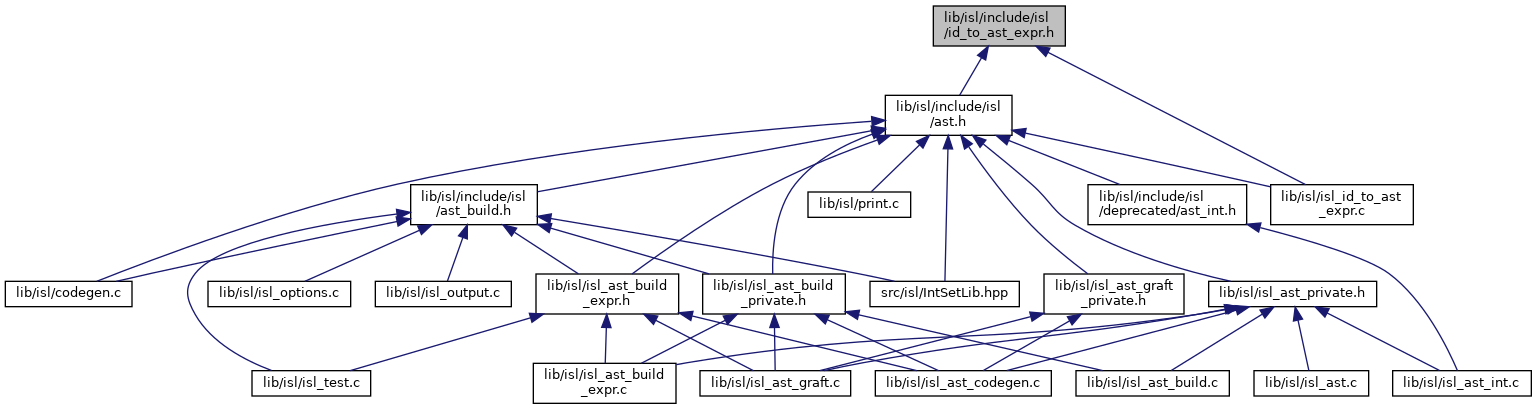 lib/isl/include/isl
/id_to_ast_expr.h
lib/isl/include/isl
/ast.h
lib/isl/include/isl
/ast_build.h
lib/isl/print.c
lib/isl/include/isl
/deprecated/ast_int.h
lib/isl/isl_id_to_ast
_expr.c
lib/isl/codegen.c
lib/isl/isl_options.c
lib/isl/isl_output.c
lib/isl/isl_ast_build
_expr.h
lib/isl/isl_ast_build
_private.h
src/isl/IntSetLib.hpp
lib/isl/isl_ast_graft
_private.h
lib/isl/isl_ast_private.h
lib/isl/isl_test.c
lib/isl/isl_ast_build
_expr.c
lib/isl/isl_ast_graft.c
lib/isl/isl_ast_codegen.c
lib/isl/isl_ast_build.c
lib/isl/isl_ast.c
lib/isl/isl_ast_int.c